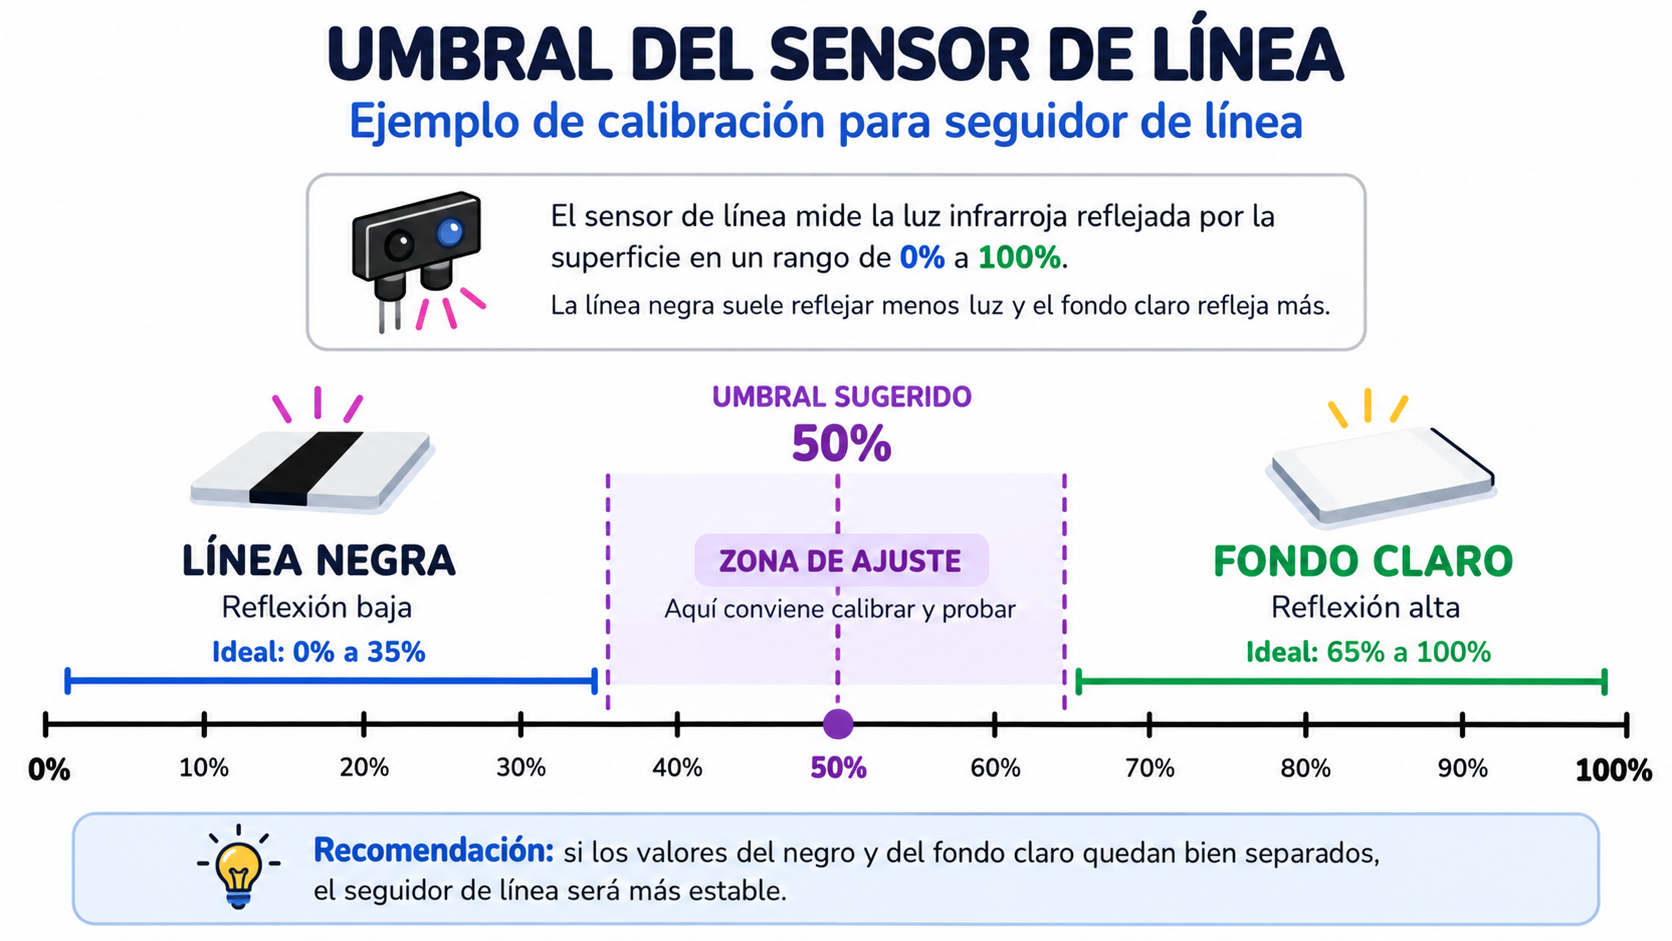 UMBRAL DEL SENSOR DE LÍNEA
Ejemplo de calibración para seguidor de línea
El sensor de línea mide la luz infrarroja reflejada por la
superficie en un rango de 0% a 100%.
La línea negra suele reflejar menos luz y el fondo claro refleja más.
UMBRAL SUGERIDO
50%
LÍNEA NEGRA
Reflexión baja
Ideal: 0% a 35%
ZONA DE AJUSTE
Aquí conviene calibrar y probar
FONDO CLARO
Reflexión alta
Ideal: 65% a 100%
0% 10% 20% 30% 40% 50% 60% 70% 80% 90% 100%
Recomendación: si los valores del negro y del fondo claro quedan bien separados,
el seguidor de línea será más estable.